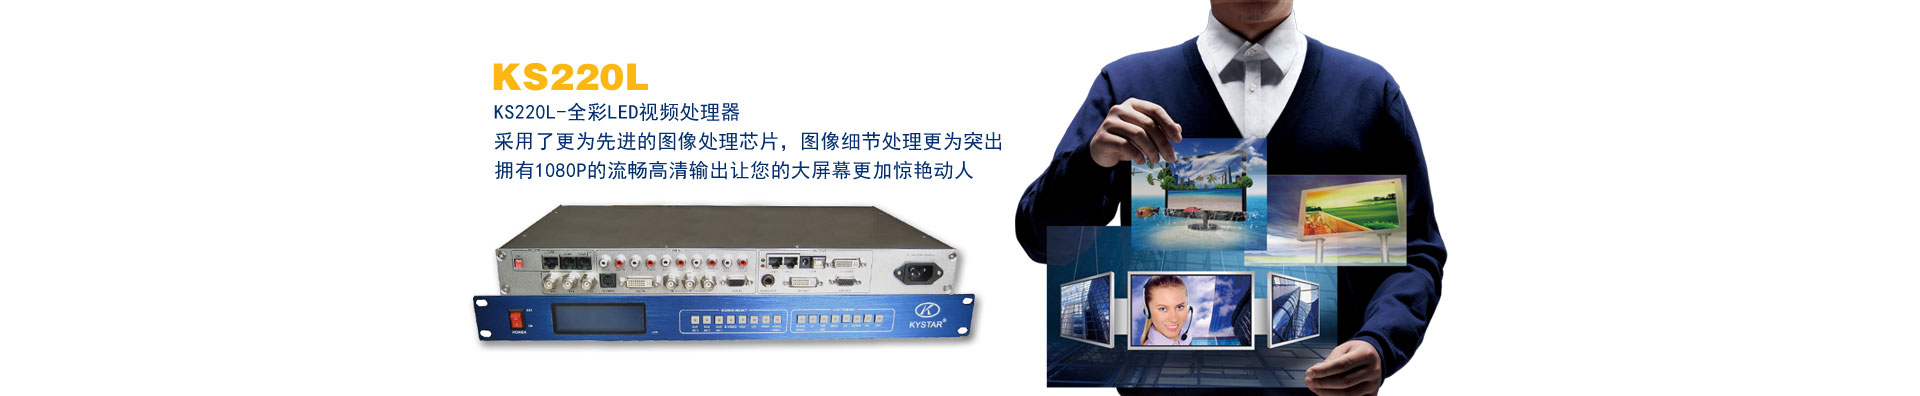 KS220L
KS220L-全彩LED视频处理器
采用了更为先进的图像处理芯片，图像细节处理更为突出
拥有1080P的流畅高清输出让您的大屏幕更加惊艳动人
POWER
K
KYSTAR®